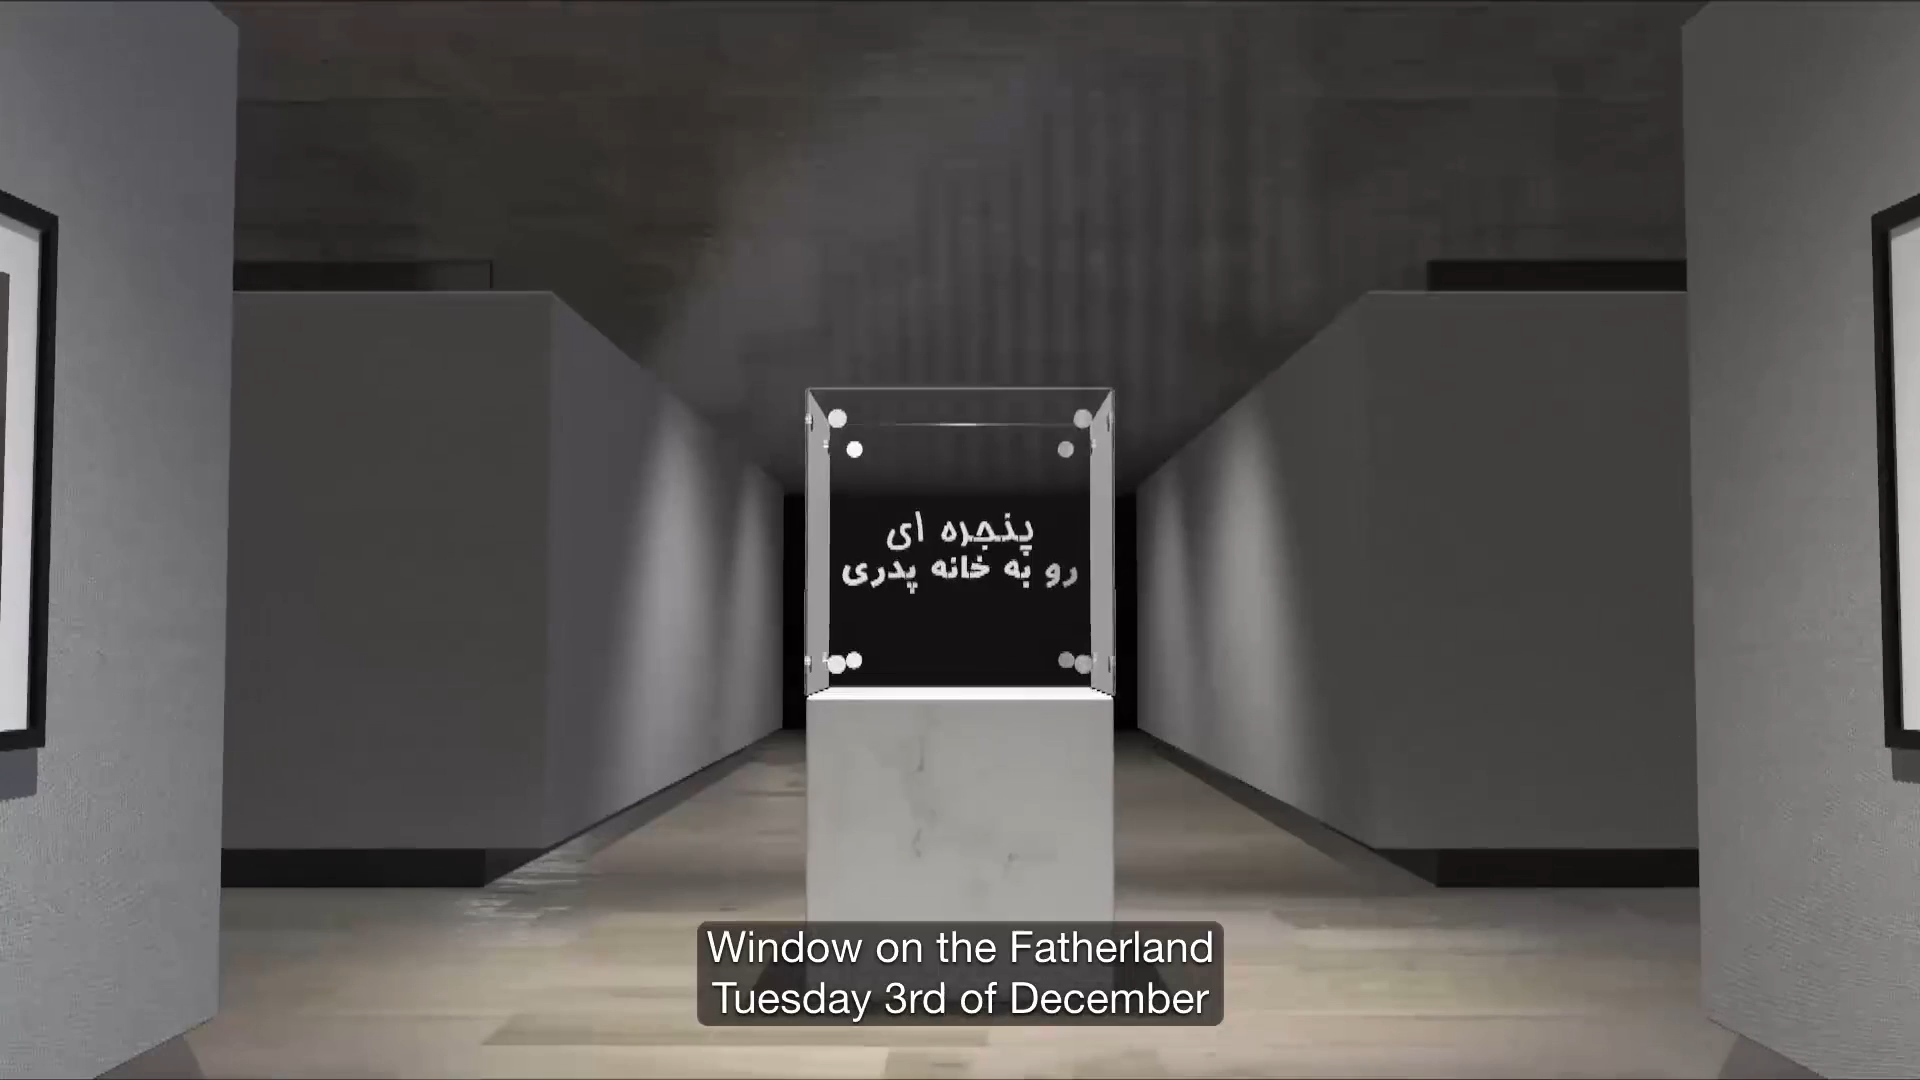 پنجره ای
رو به خانه پدری
Window on the Fatherland
Tuesday 3rd of December